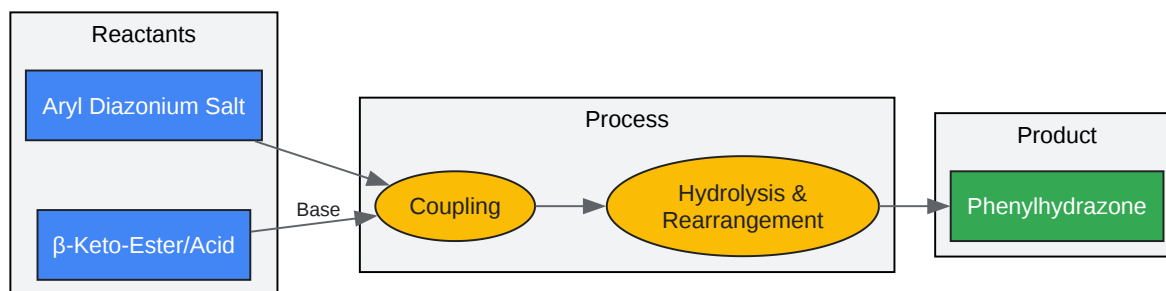 Reactants
Aryl Diazonium Salt
β-Keto-Ester/Acid
Base
Process
Coupling
Hydrolysis &
Rearrangement
Product
Phenylhydrazone